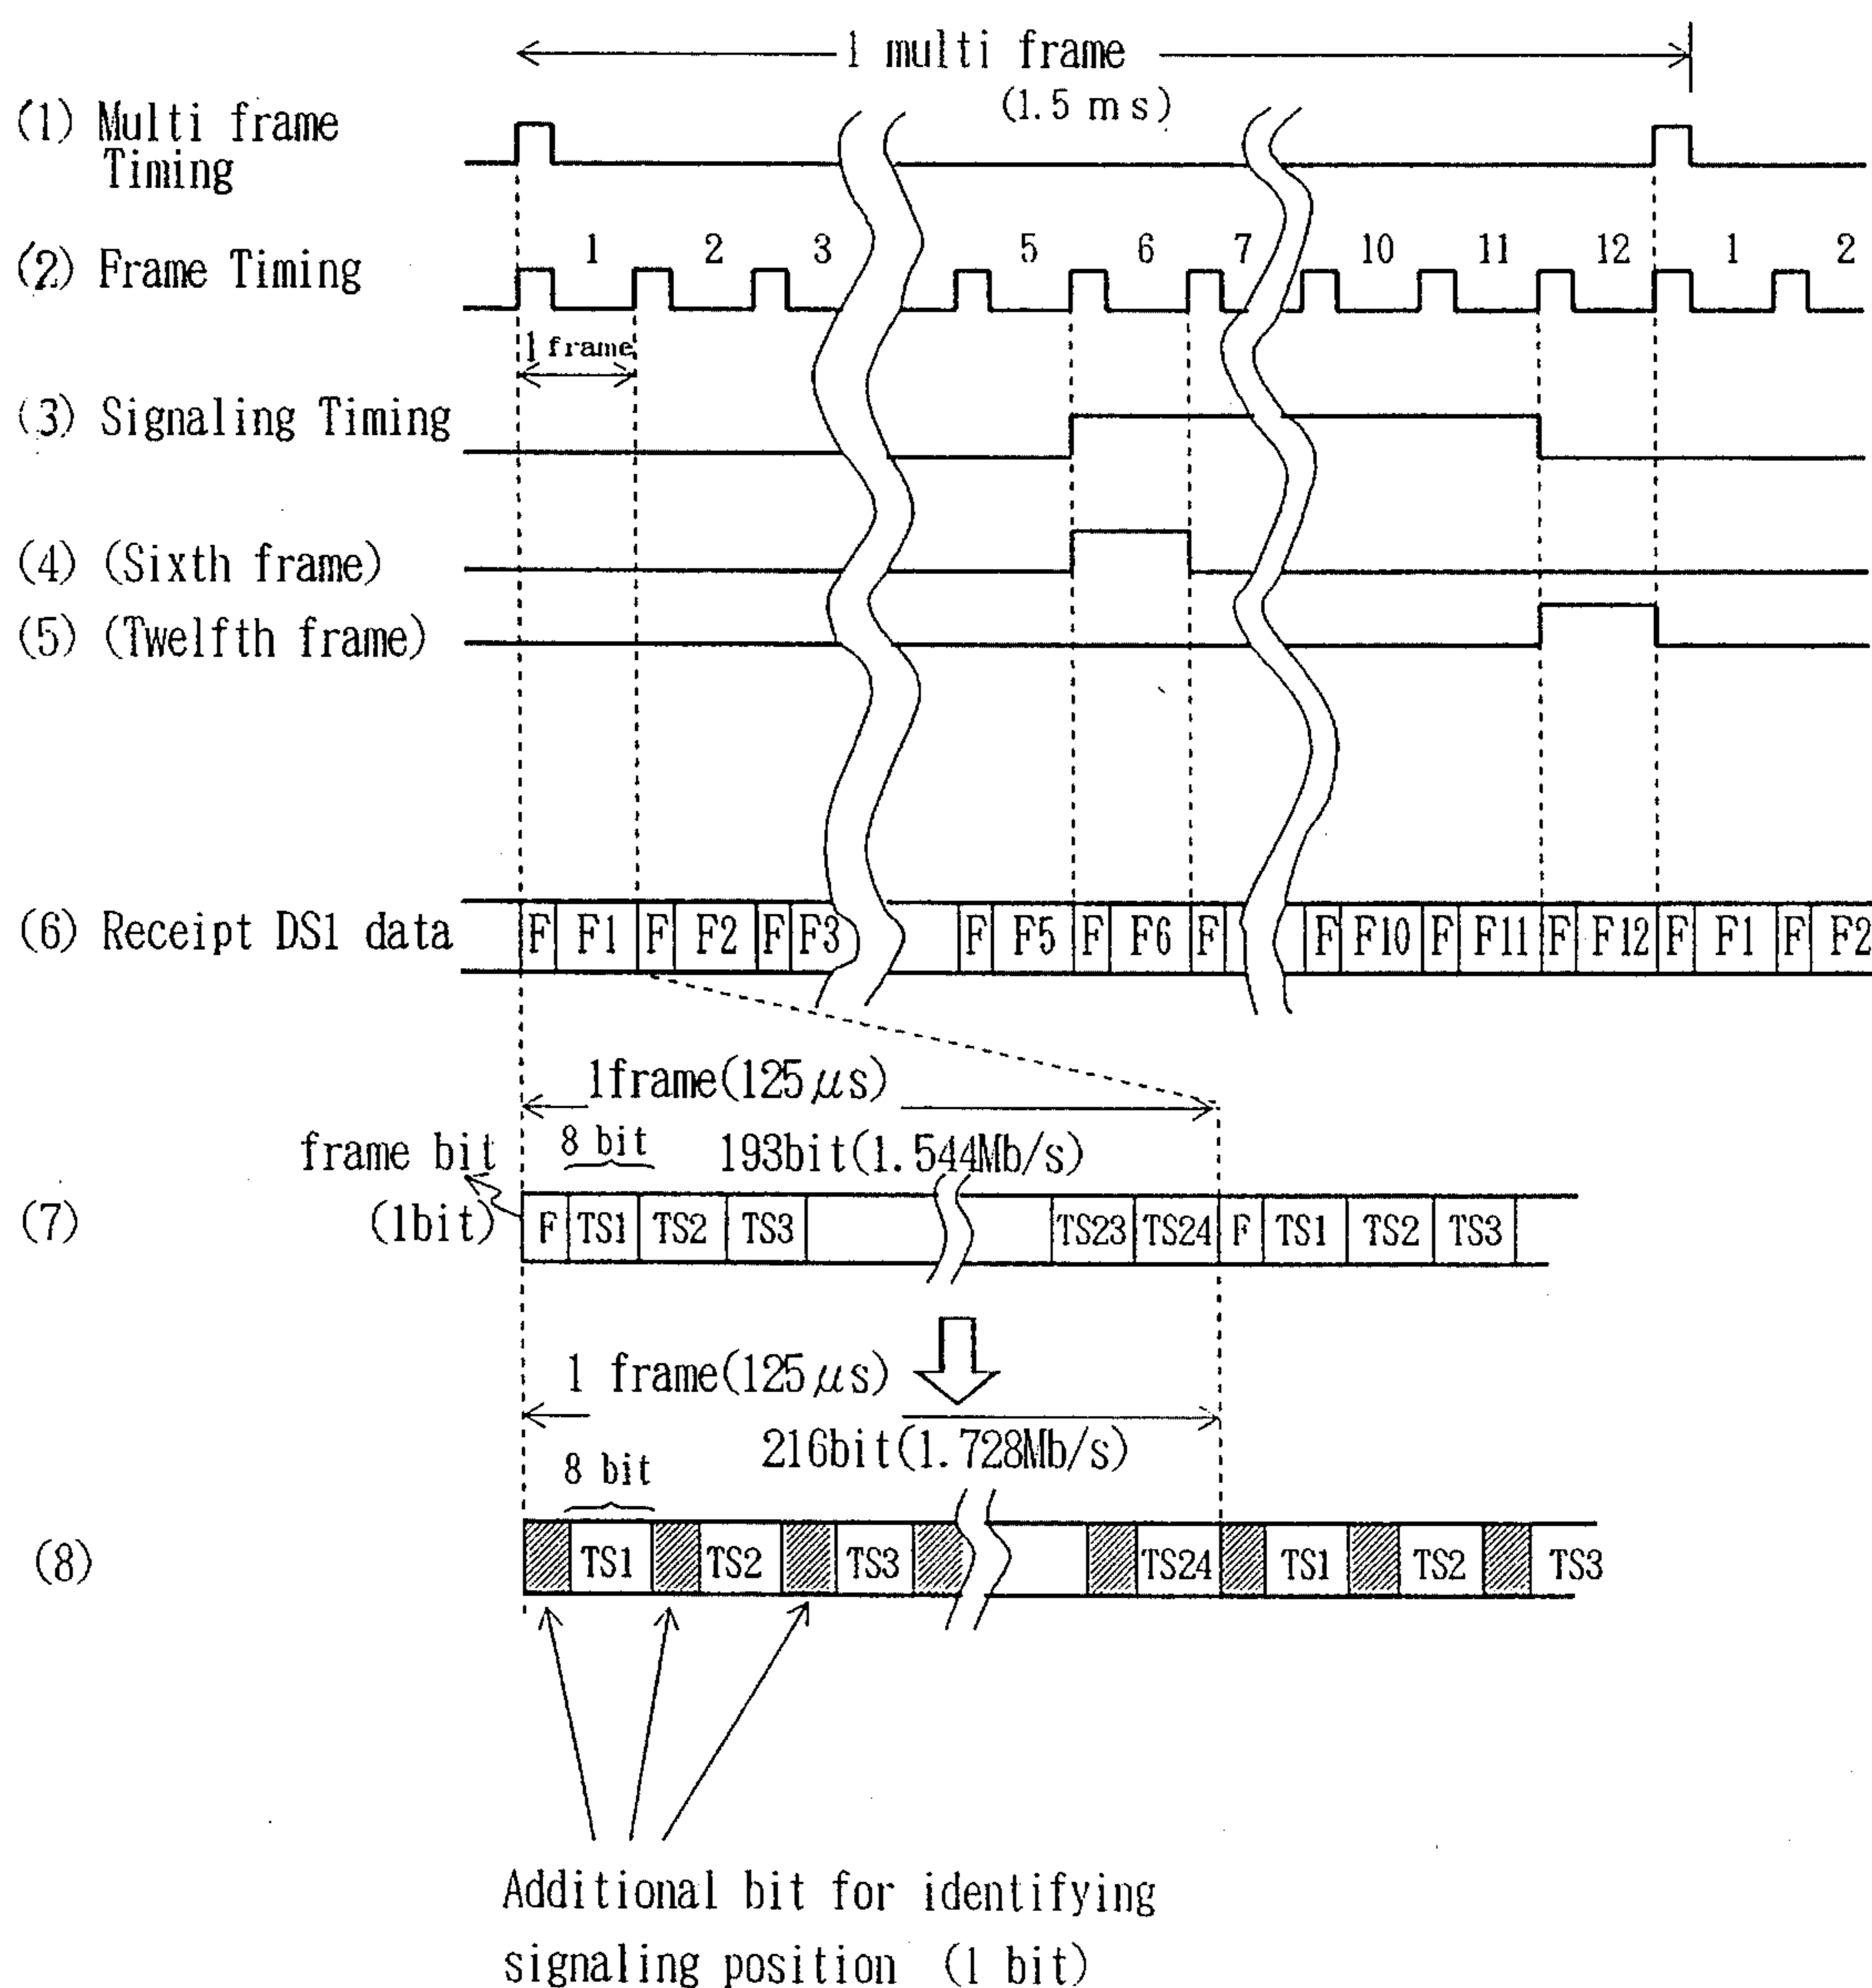 1 multi frame
(1.5 ms)
(1) Multi frame
Timing
1 2 3 5 6 7 10 11 12 1 2
(2) Frame Timing
1 frame
(3) Signaling Timing
(4) (Sixth frame)
(5) (Twelfth frame)
(6) Receipt DS1 data F F1 F F2 F F3 F F5 F F6 F F F10 F F11 F F12 F F1 F F2
1frame(125μs)
frame bit 8 bit 193bit(1.544Mb/s)
(7) (1bit) F TS1 TS2 TS3 TS23 TS24 F TS1 TS2 TS3
1 frame(125μs)
216bit(1.728Mb/s)
8 bit
(8) TS1 TS2 TS3 TS24 TS1 TS2 TS3
Additional bit for identifying
signaling position (1 bit)